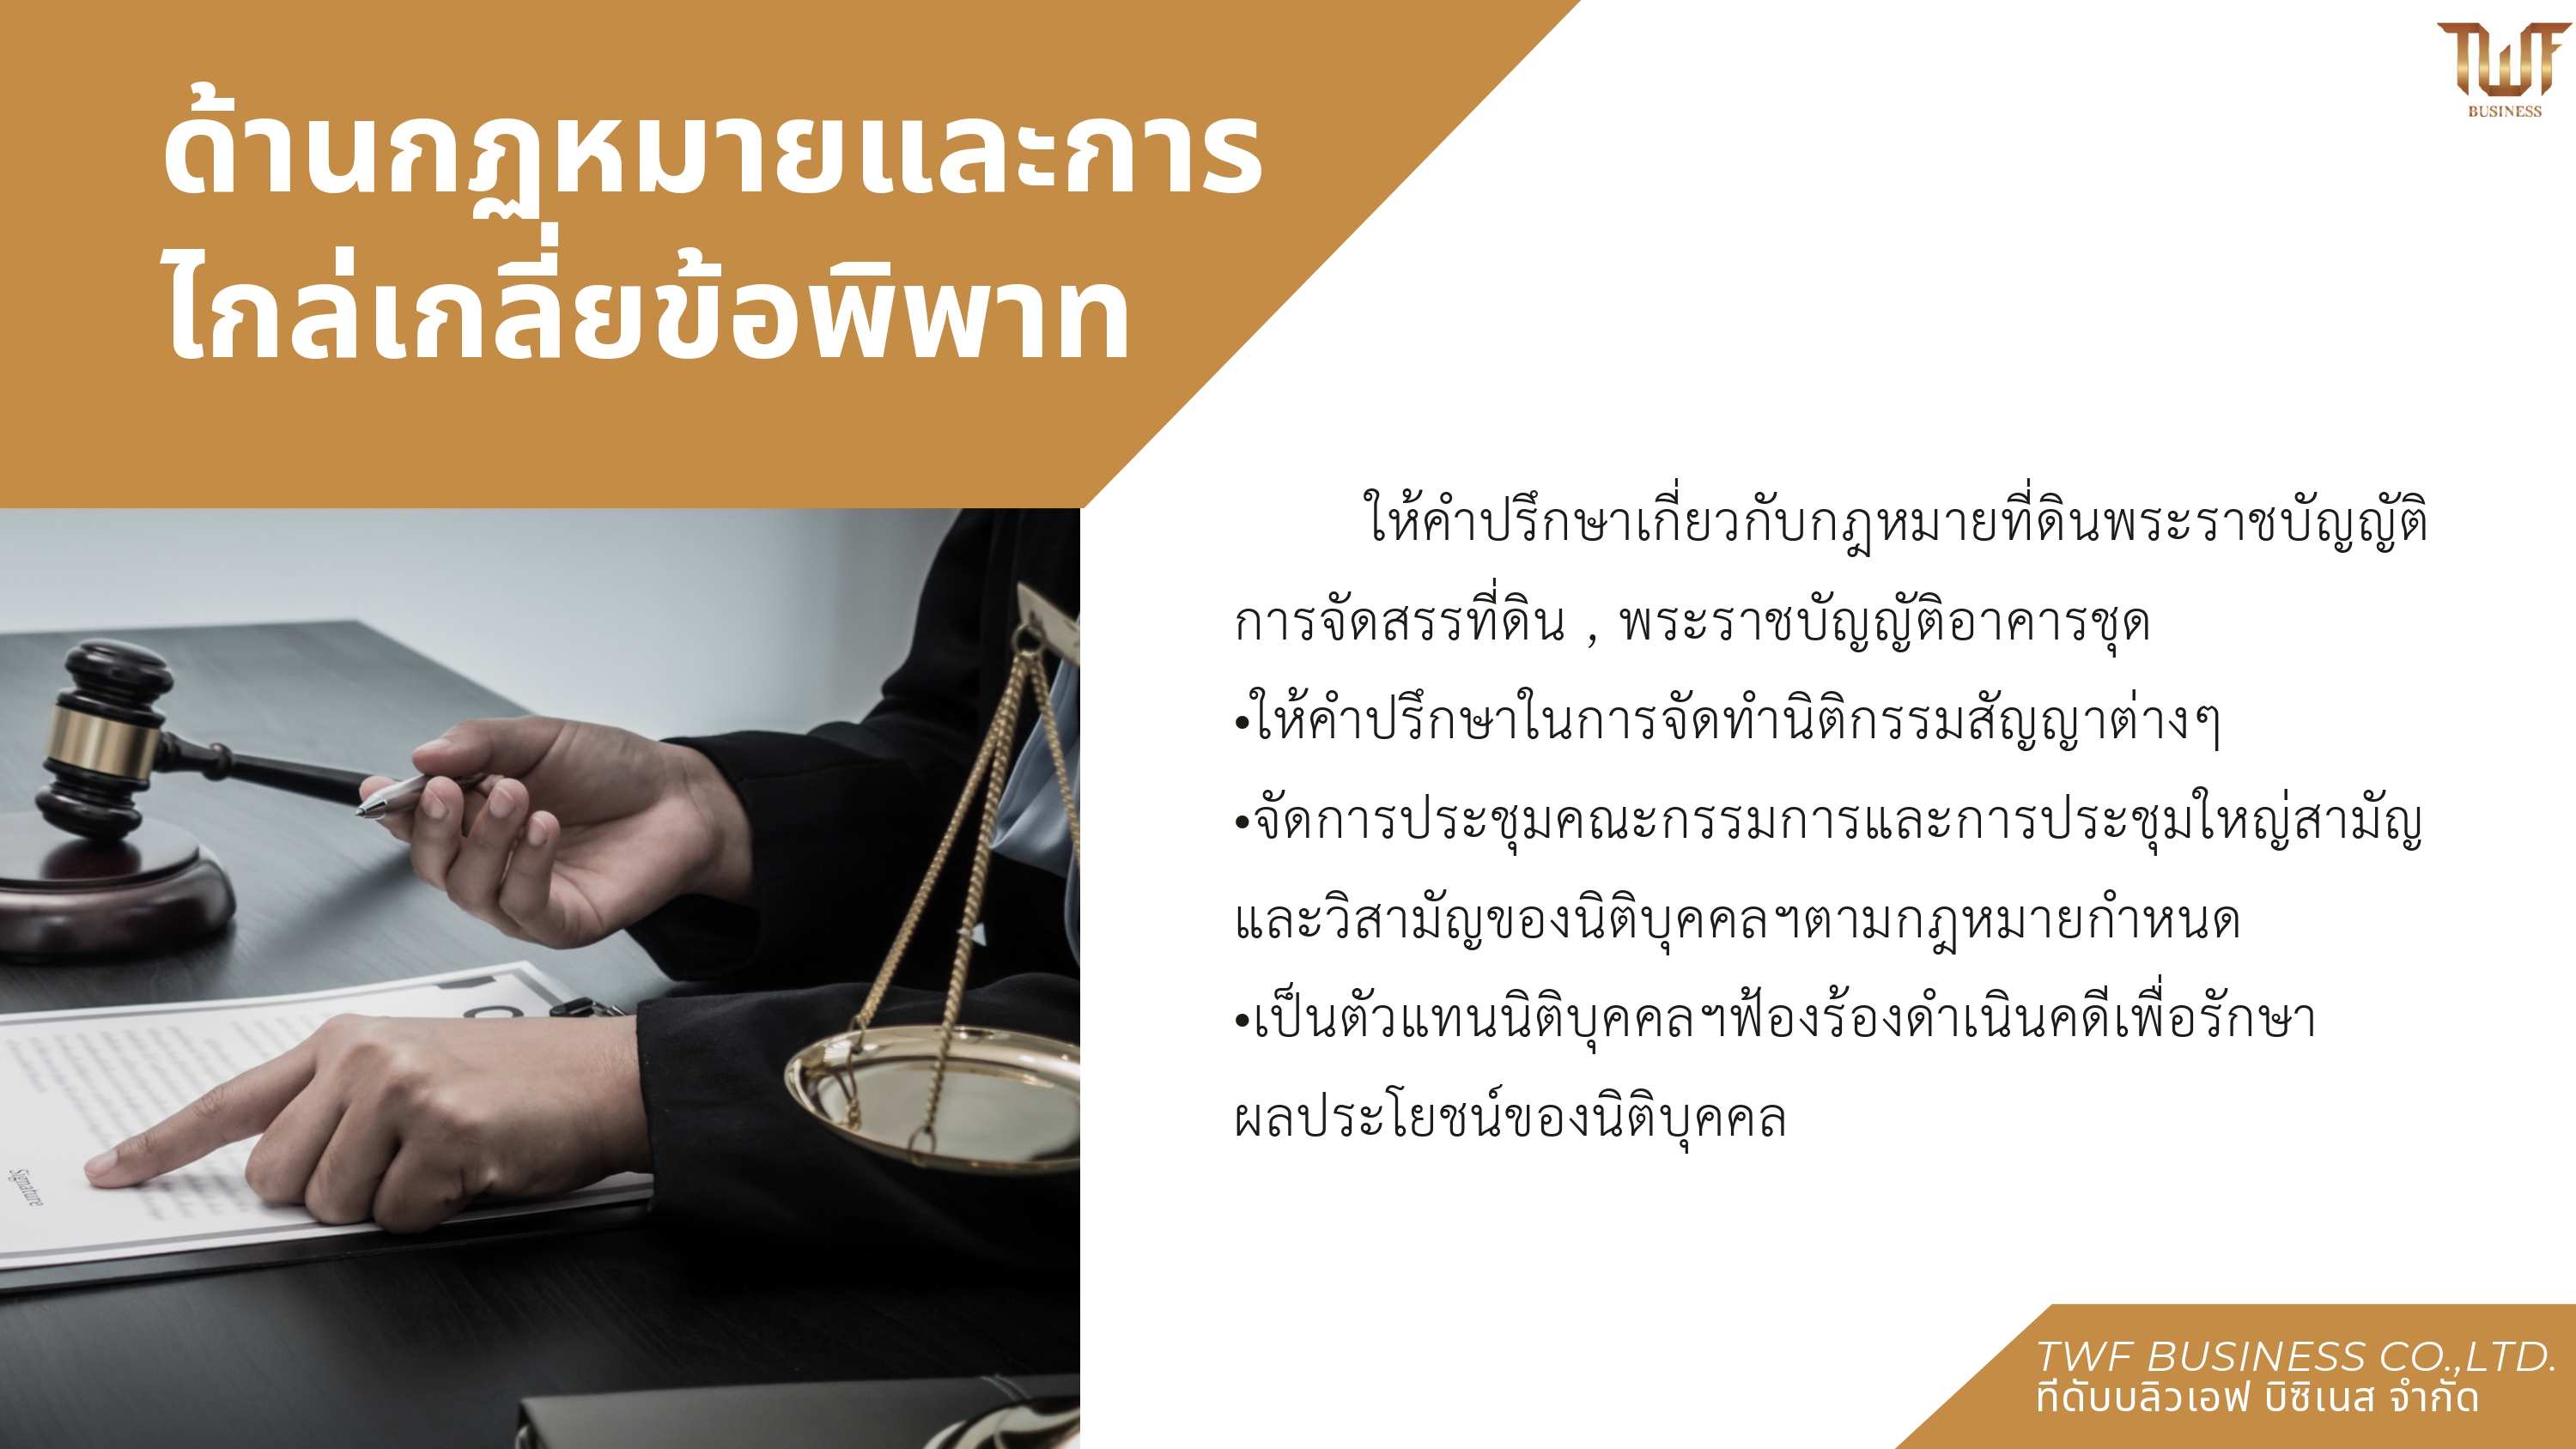 ด้านกฏหมายและการ
ไกล่เกลี่ยข้อพิพาท
TWF
BUSINESS
ให้คำปรึกษาเกี่ยวกับกฎหมายที่ดินพระราชบัญญัติ
การจัดสรรที่ดิน , พระราชบัญญัติอาคารชุด
•ให้คำปรึกษาในการจัดทำนิติกรรมสัญญาต่างๆ
•จัดการประชุมคณะกรรมการและการประชุมใหญ่สามัญ
และวิสามัญของนิติบุคคลฯตามกฎหมายกำหนด
•เป็นตัวแทนนิติบุคคลฯฟ้องร้องดำเนินคดีเพื่อรักษา
ผลประโยชน์ของนิติบุคคล
Signature
TWF BUSINESS CO.,LTD.
ทีดับบลิวเอฟ บิซิเนส จำกัด